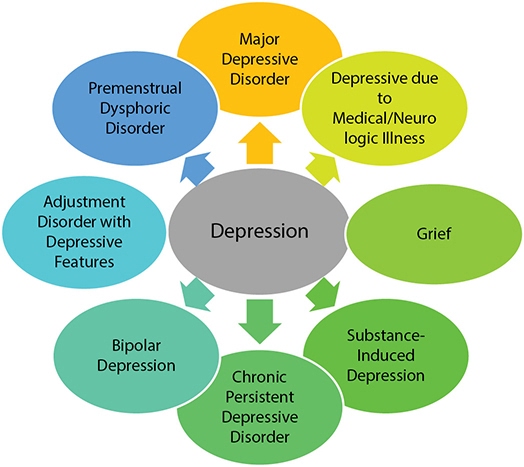 Major
Depressive
Disorder
Depressive due
to
Medical/Neuro
logic Illness
Grief
Substance-
Induced
Depression
Chronic
Persistent
Depressive
Disorder
Bipolar
Depression
Adjustment
Disorder with
Depressive
Features
Premenstrual
Dysphoric
Disorder
Depression